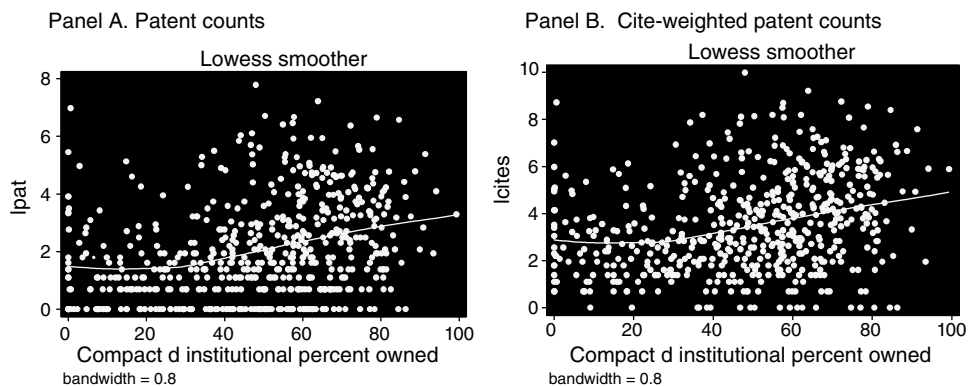 Panel A. Patent counts
Lowess smoother
8
6
4
2
0
lpat
0 20 40 60 80 100
Compact d institutional percent owned
bandwidth = 0.8
Panel B. Cite-weighted patent counts
Lowess smoother
10
8
6
4
2
0
lcites
0 20 40 60 80 100
Compact d institutional percent owned
bandwidth = 0.8